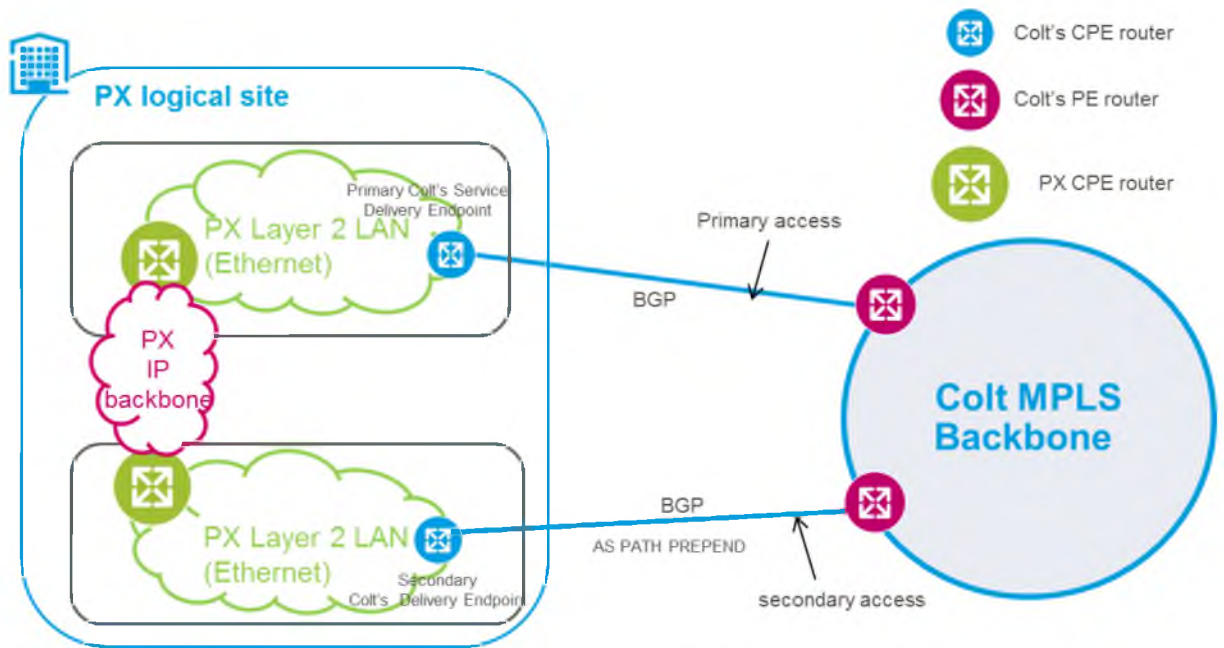 Colt's CPE router
Colt's PE router
PX CPE router
PX logical site
Primary Colt's Service
Delivery Endpoint
PX Layer 2 LAN
(Ethernet)
Primary access
BGP
PX
IP
backbone
Colt MPLS
Backbone
BGP
AS PATH PREPEND
PX Layer 2 LAN
(Ethernet)
Secondary
Colt's Delivery Endpoint
secondary access